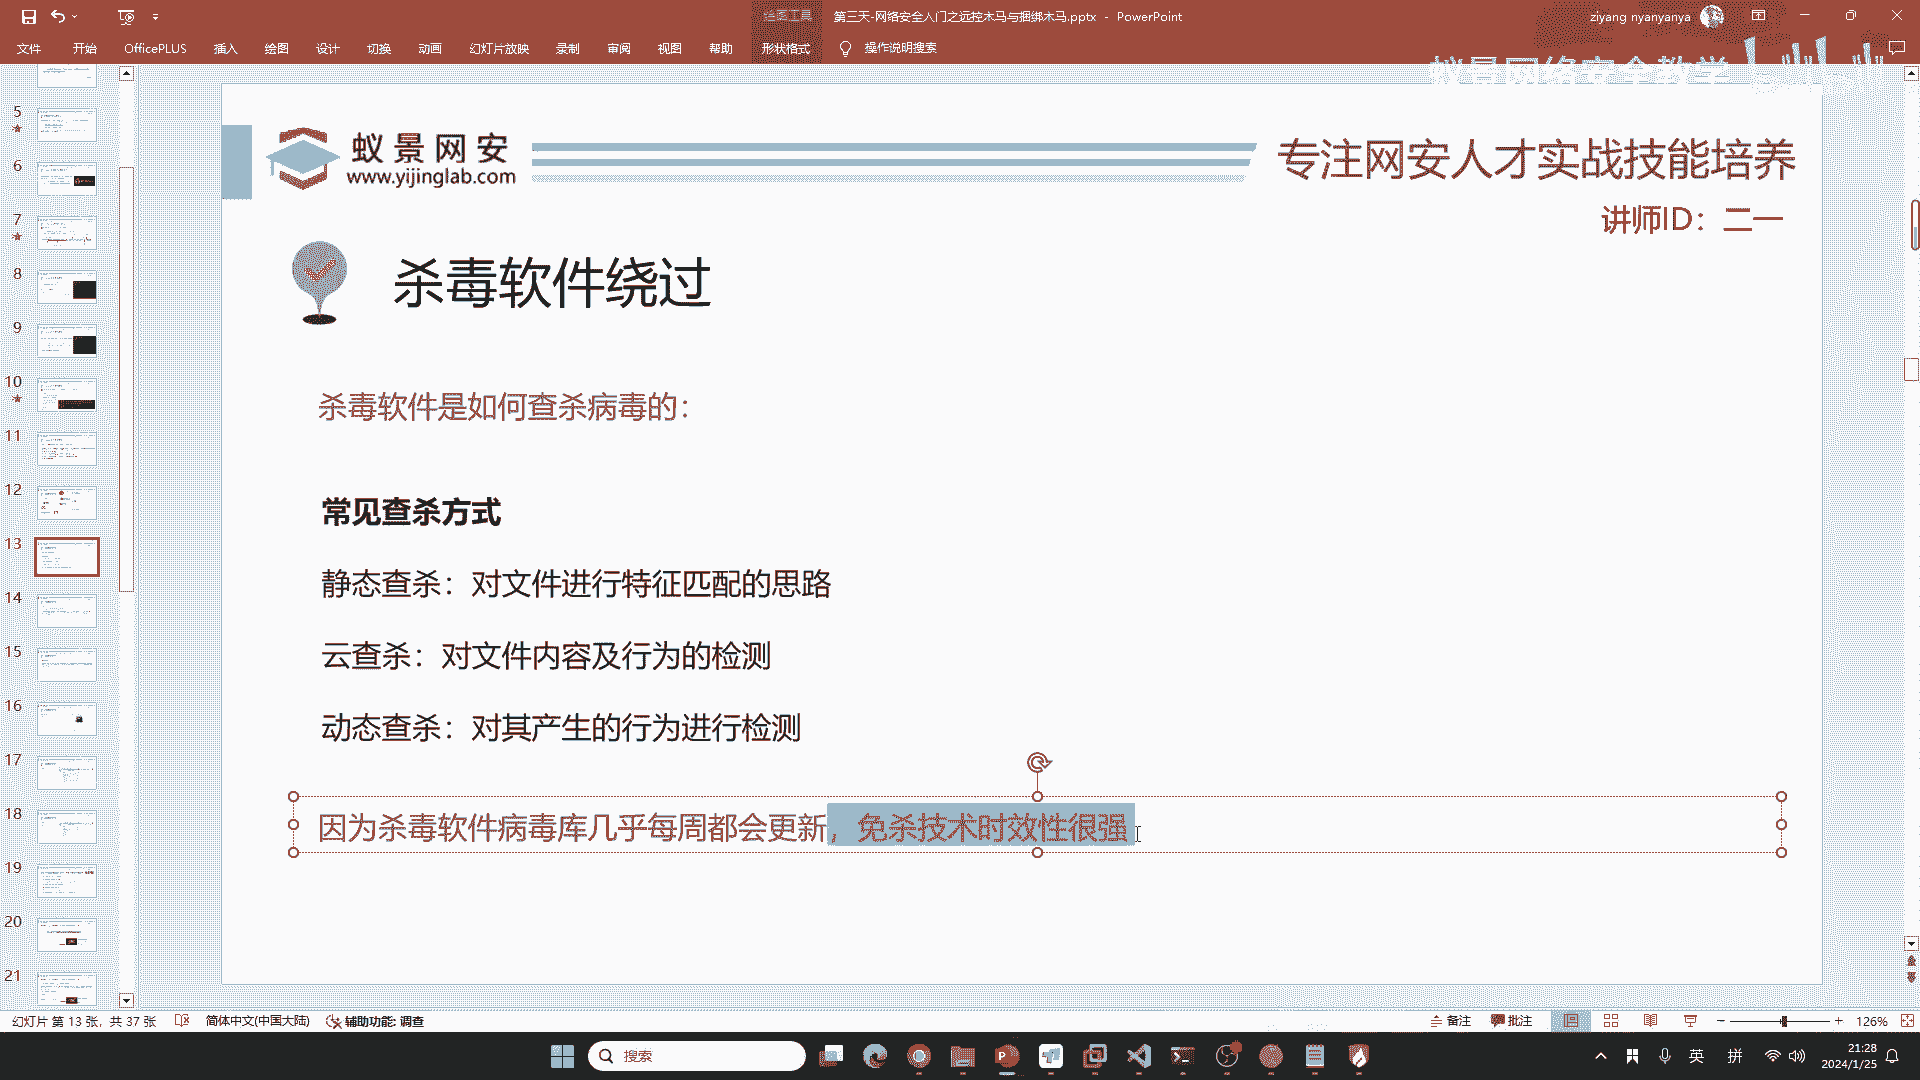 绘图工具
第三天-网络安全入门之远控木马与捆绑木马.pptx - PowerPoint
ziyang nyanyanya
文件 开始 OfficePLUS 插入 绘图 设计 切换 动画 幻灯片放映 录制 审阅 视图 帮助 形状格式 操作说明搜索
蚁景网络安全教学 bilibili
蚁景网安
www.yijinglab.com
专注网安人才实战技能培养
讲师ID：二一
杀毒软件绕过
杀毒软件是如何查杀病毒的：
常见查杀方式
静态查杀：对文件进行特征匹配的思路
云查杀：对文件内容及行为的检测
动态查杀：对其产生的行为进行检测
因为杀毒软件病毒库几乎每周都会更新，免杀技术时效性很强
5
6
7
8
9
10
11
12
13
14
15
16
17
18
19
20
21
幻灯片 第 13 张，共 37 张 简体中文(中国大陆) 辅助功能: 调查 备注 批注 126%
搜索
英 拼
21:28
2024/1/25